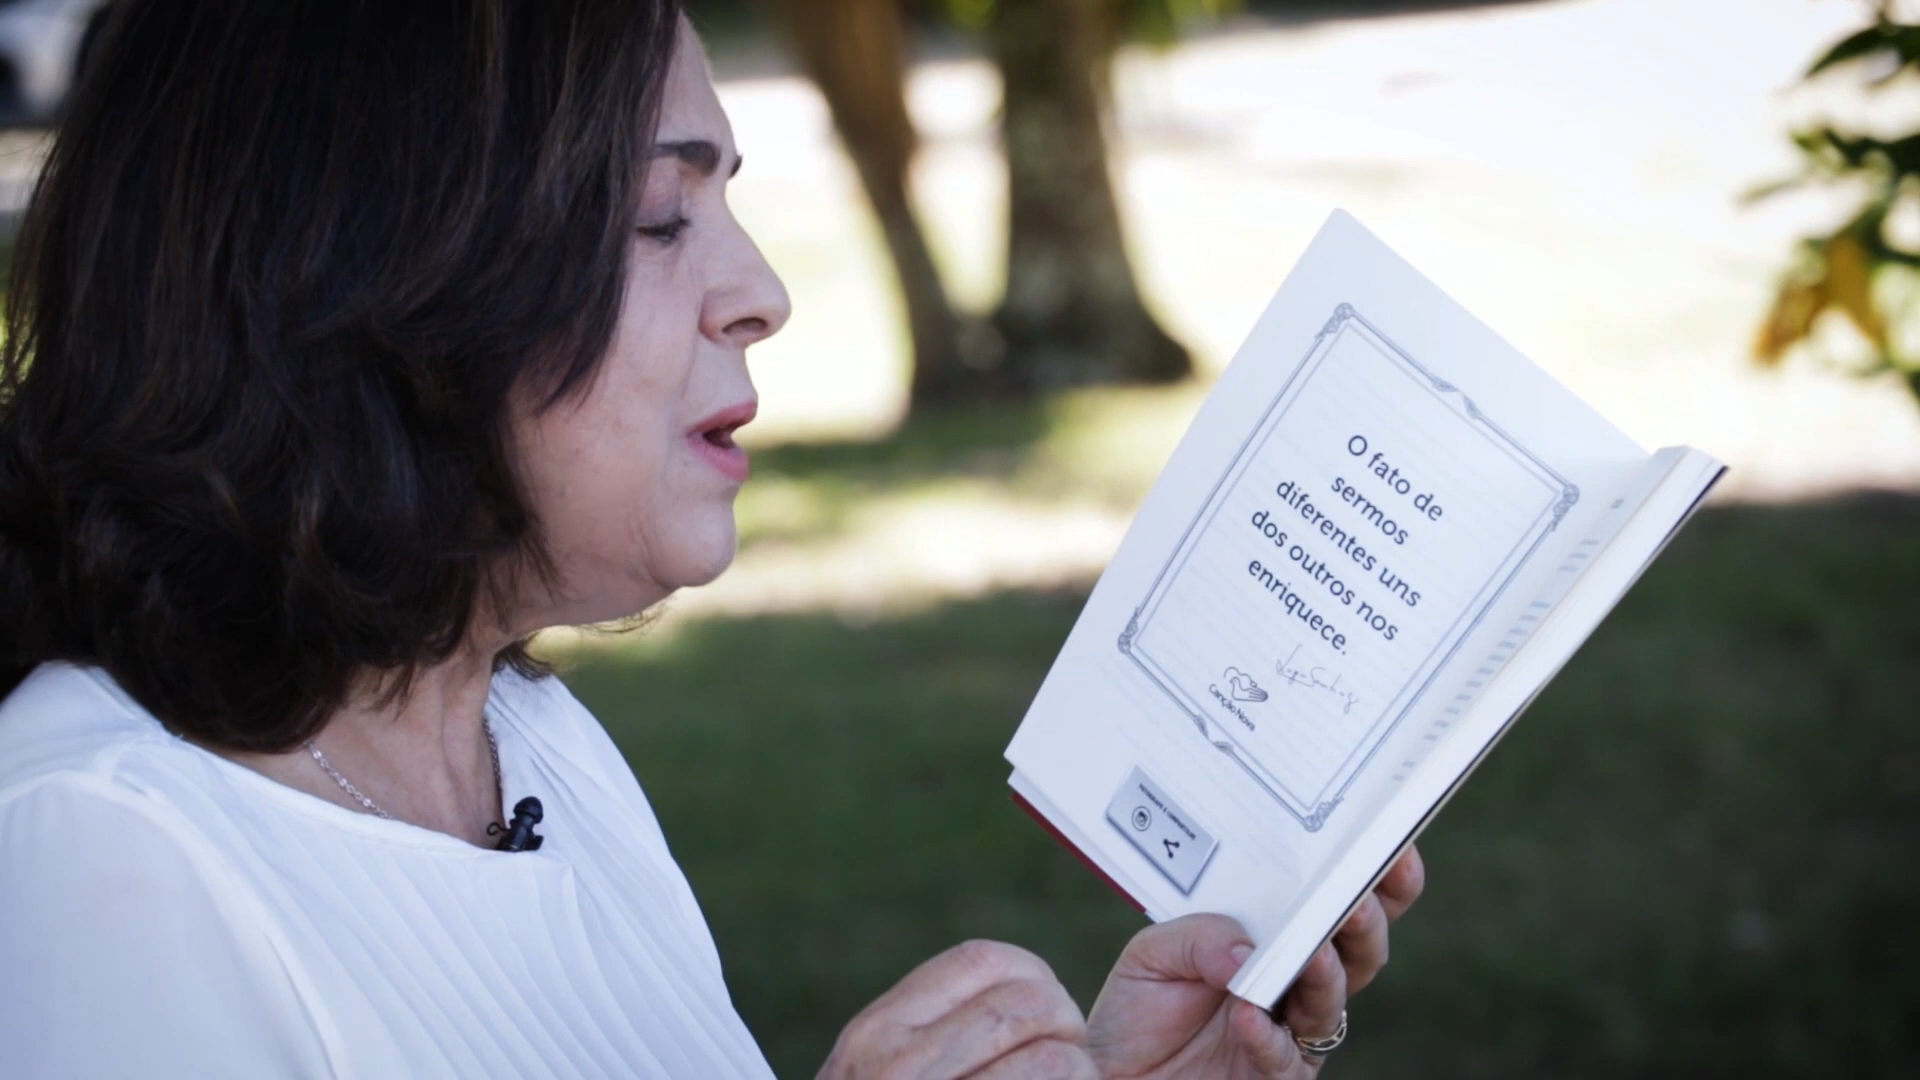 O fato de
sermos
diferentes uns
dos outros nos
enriquece.
Canção Nova